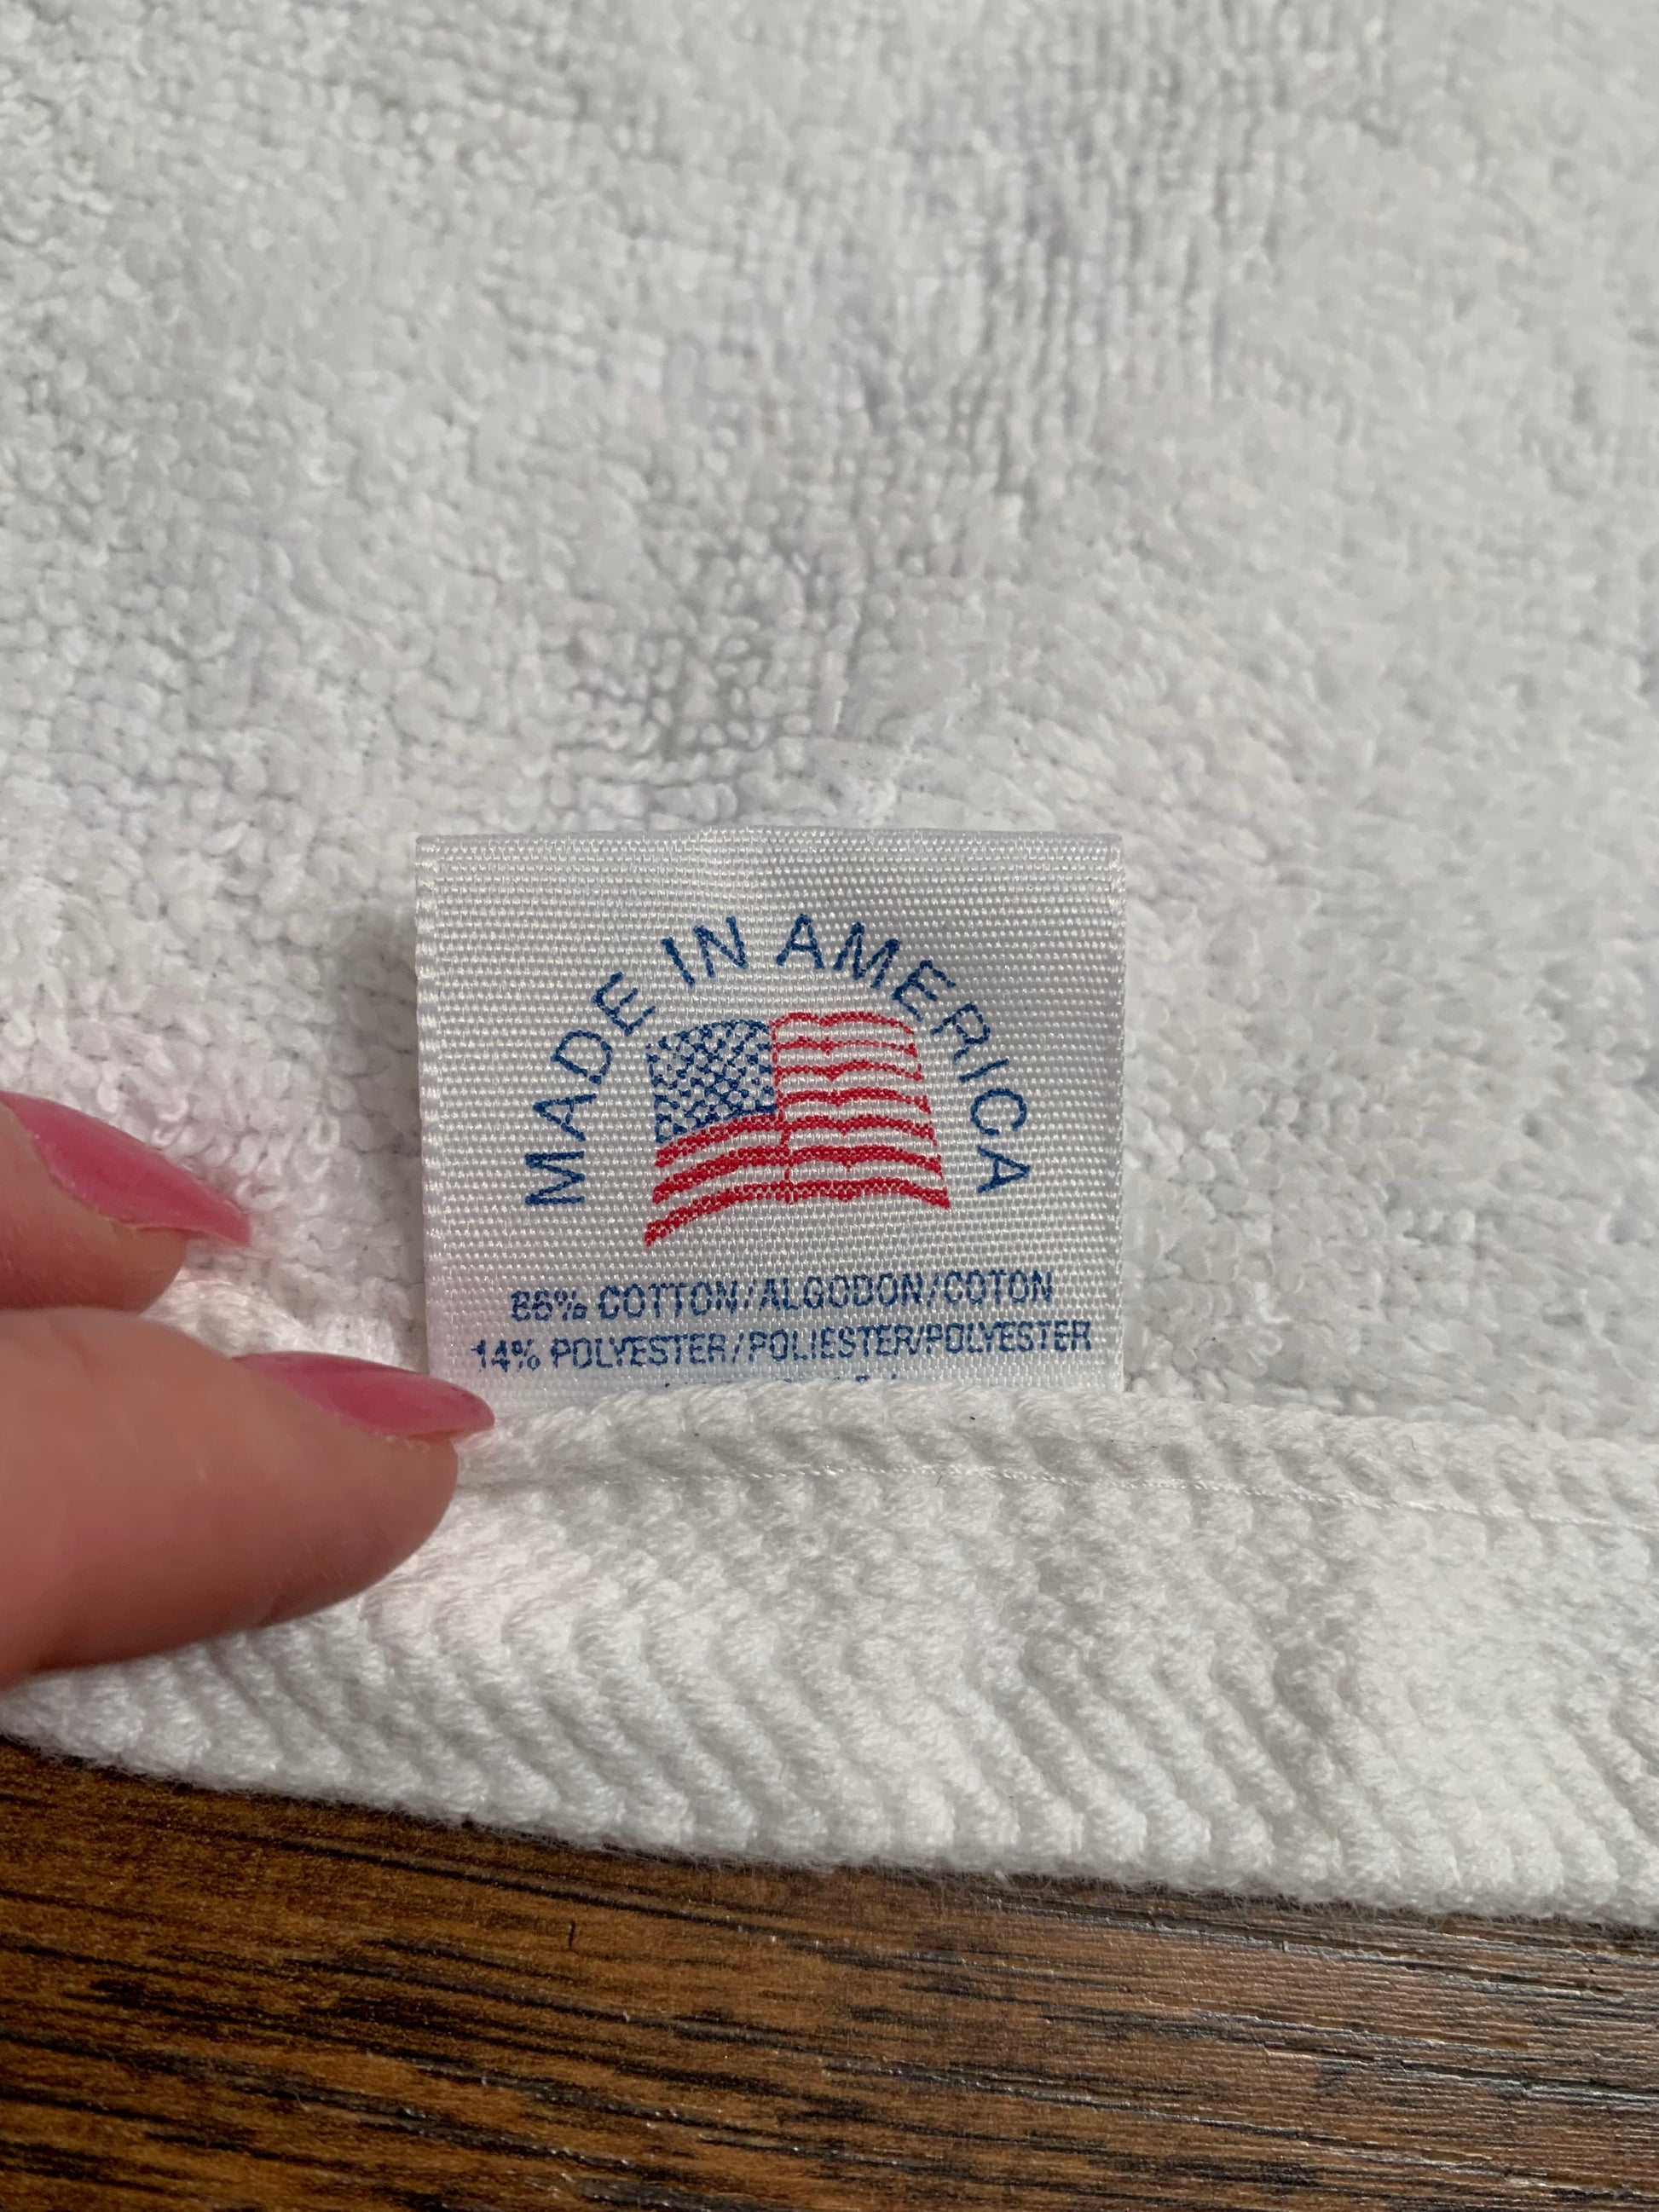 MADE IN AMERICA
86% COTTON/ALGODON/COTON
14% POLYESTER/POLIESTER/POLYESTER